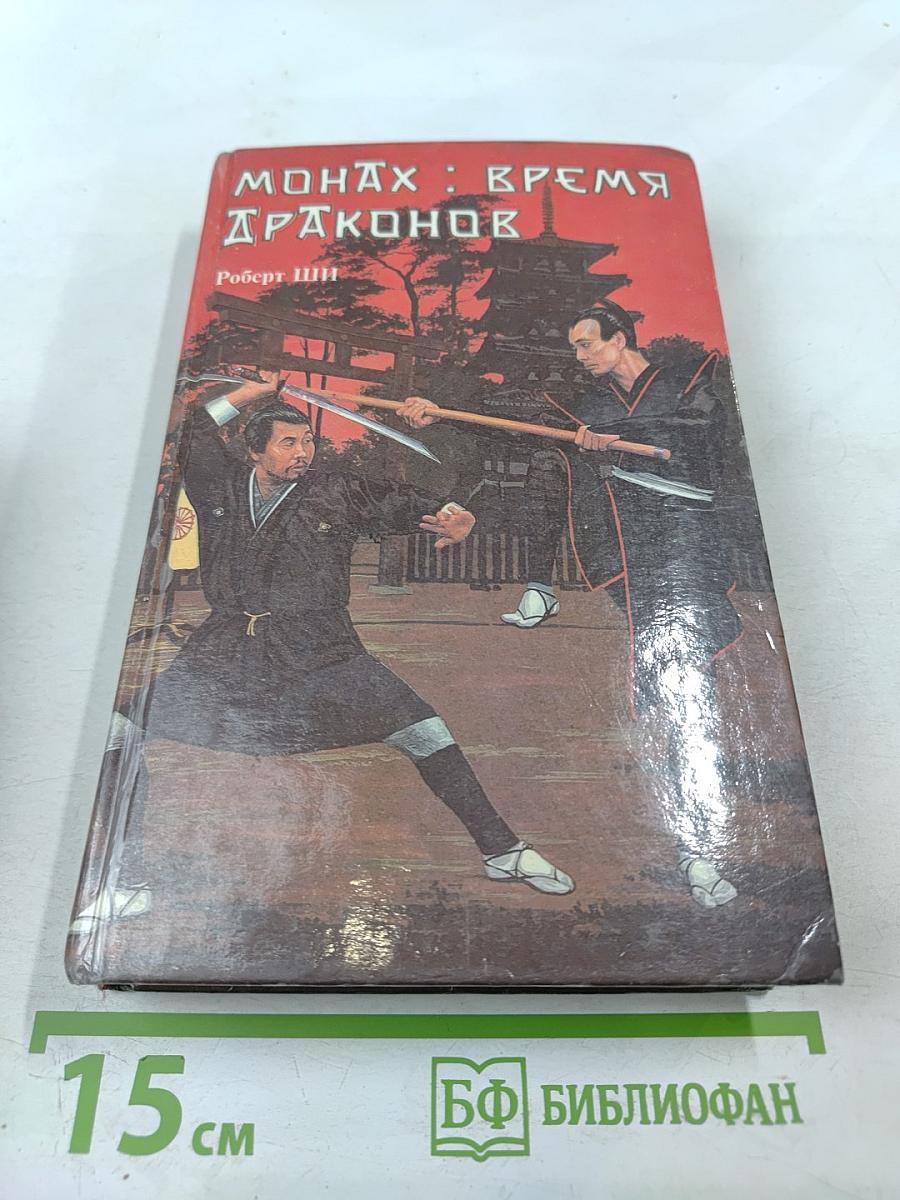 МОНАХ : ВРЕМЯ
ДРАКОНОВ
Роберт ШИ
15 см
БФ БИБЛИОФАН